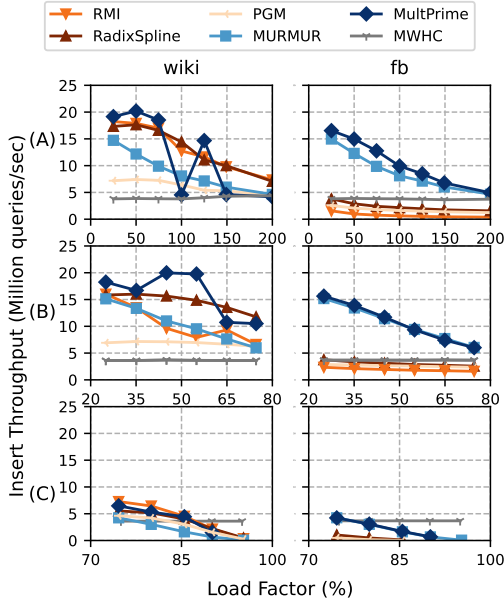 RMI PGM MultPrime
RadixSpline MURMUR MWHC
wiki fb
Insert Throughput (Million queries/sec)
(A)
25
20
15
10
5
0
0 50 100 150 200 0 50 100 150 200
(B)
25
20
15
10
5
0
20 35 50 65 80 20 35 50 65 80
(C)
25
20
15
10
5
0
70 85 100 70 85 100
Load Factor (%)